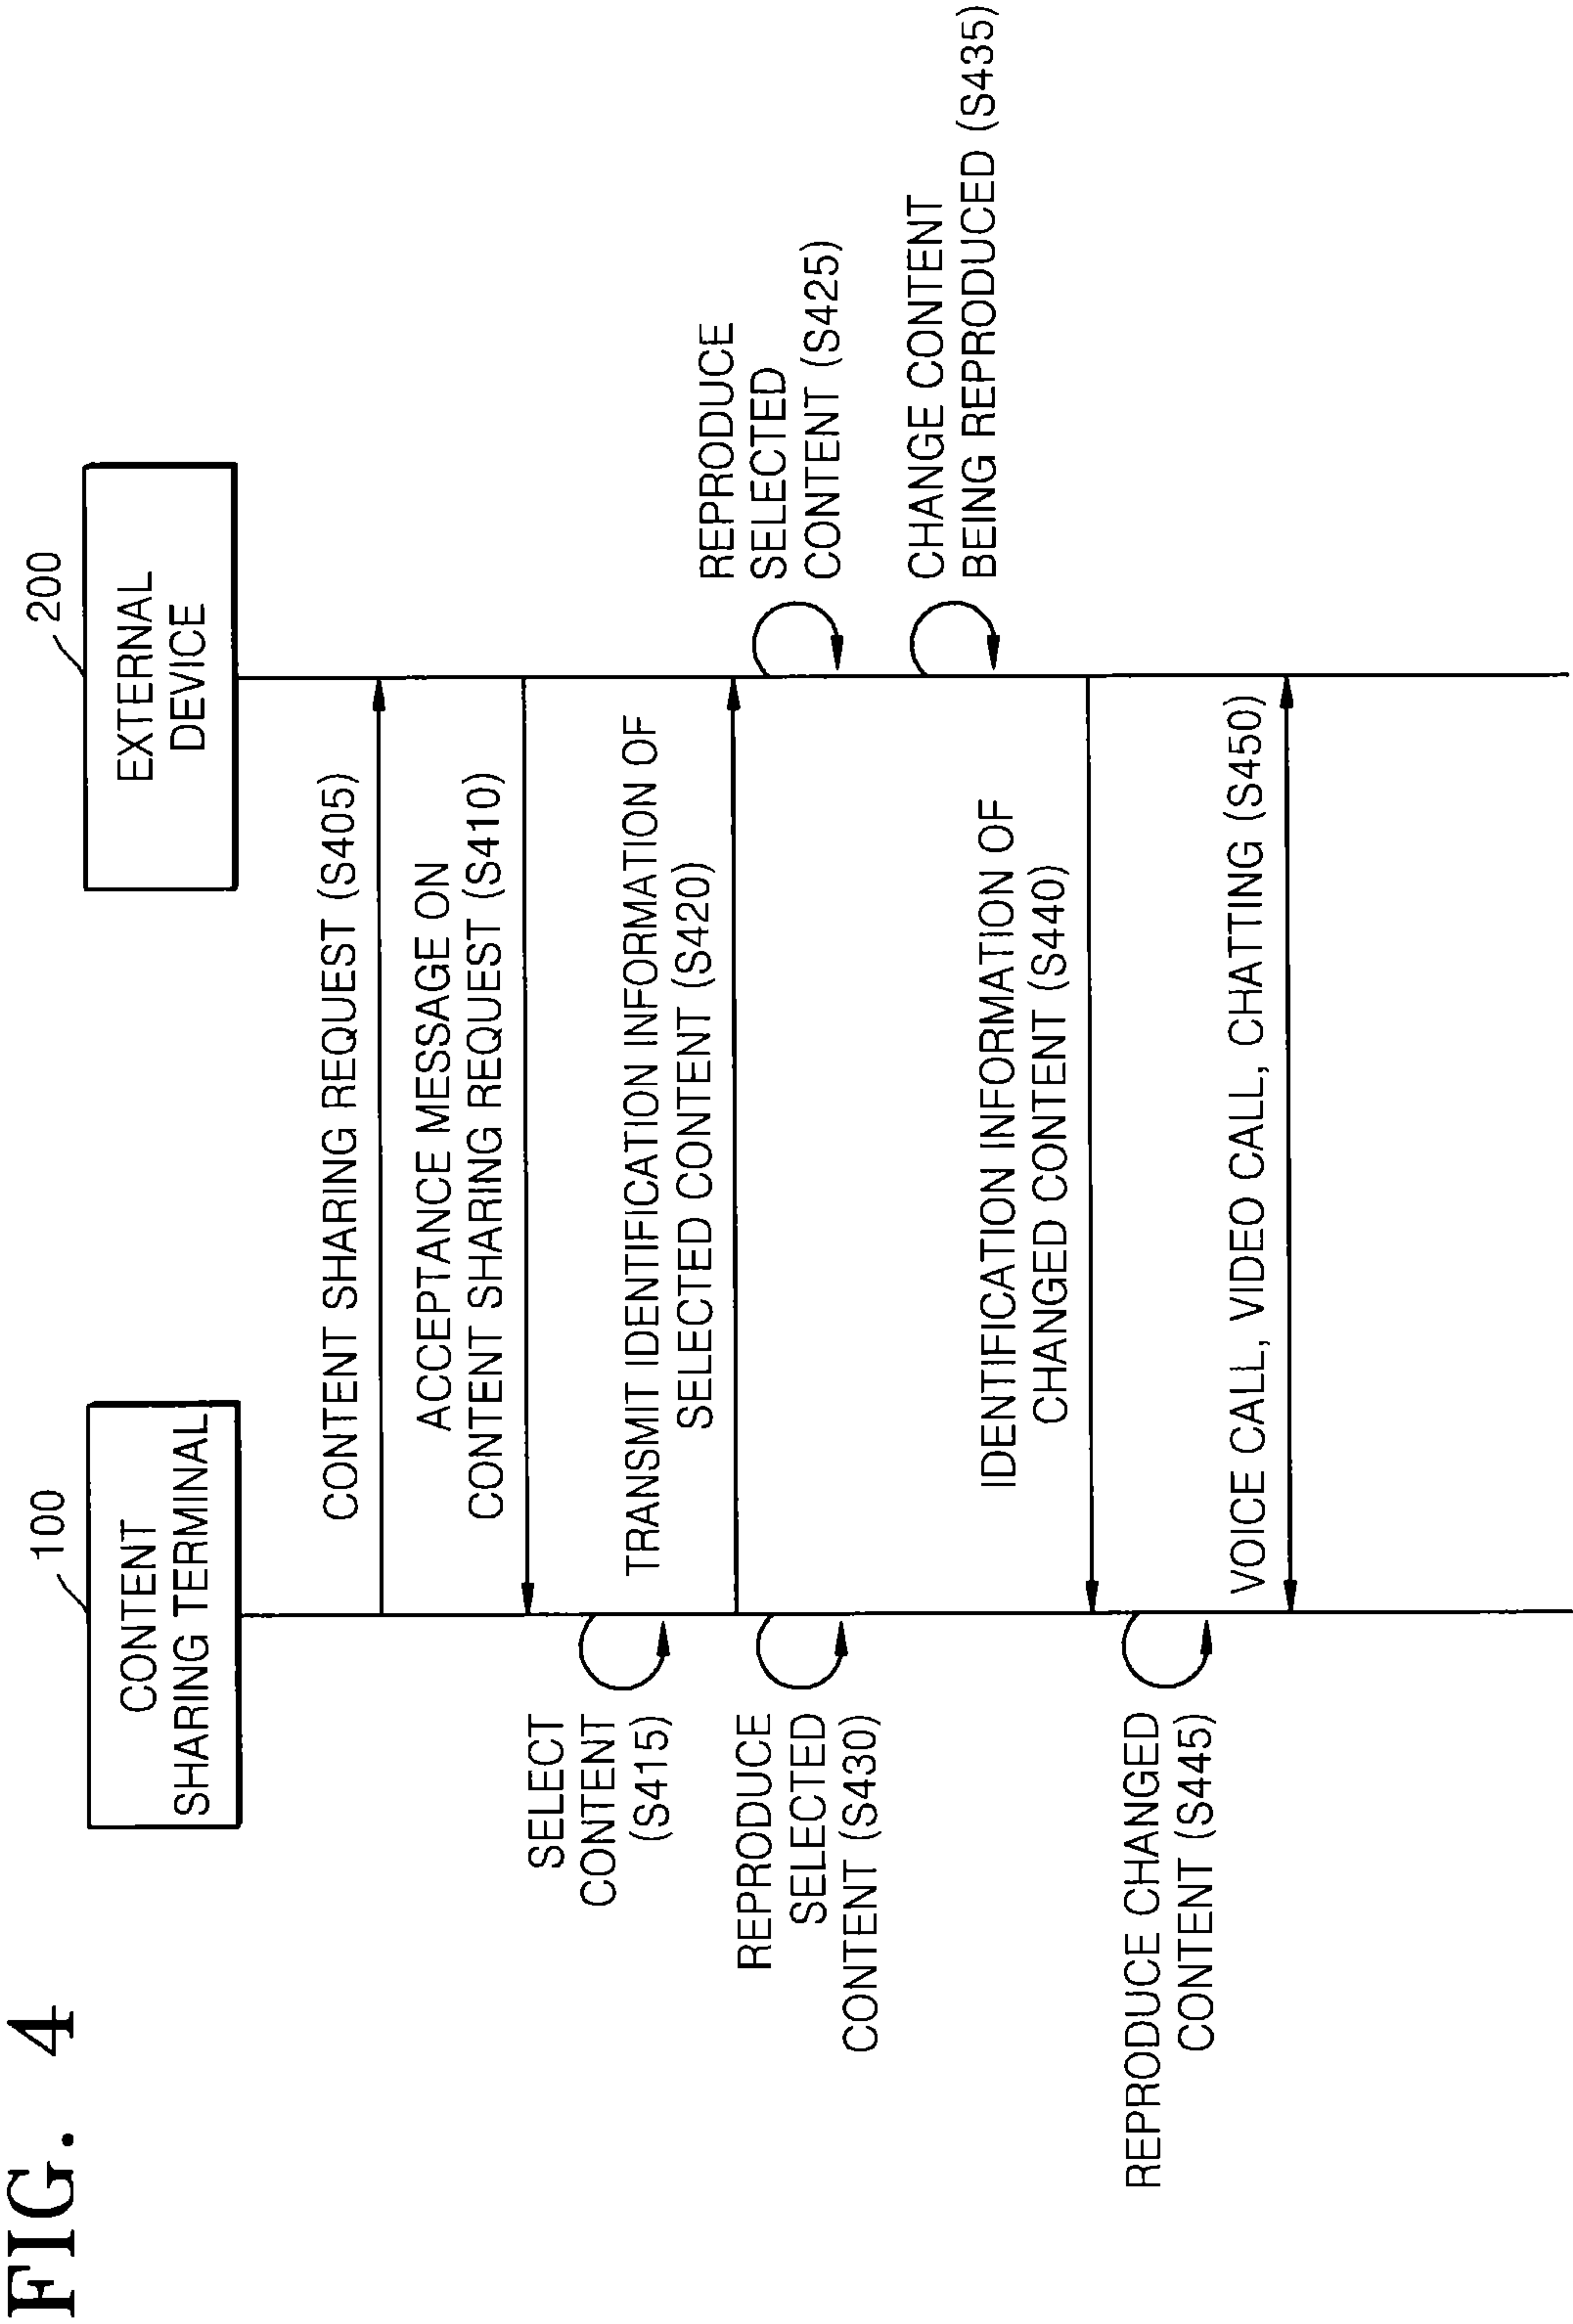 FIG. 4
100
CONTENT
SHARING TERMINAL
200
EXTERNAL
DEVICE
CONTENT SHARING REQUEST (S405)
ACCEPTANCE MESSAGE ON
CONTENT SHARING REQUEST (S410)
SELECT
CONTENT
(S415)
TRANSMIT IDENTIFICATION INFORMATION OF
SELECTED CONTENT (S420)
REPRODUCE
SELECTED
CONTENT (S425)
REPRODUCE
SELECTED
CONTENT (S430)
CHANGE CONTENT
BEING REPRODUCED (S435)
IDENTIFICATION INFORMATION OF
CHANGED CONTENT (S440)
REPRODUCE CHANGED
CONTENT (S445)
VOICE CALL, VIDEO CALL, CHATTING (S450)